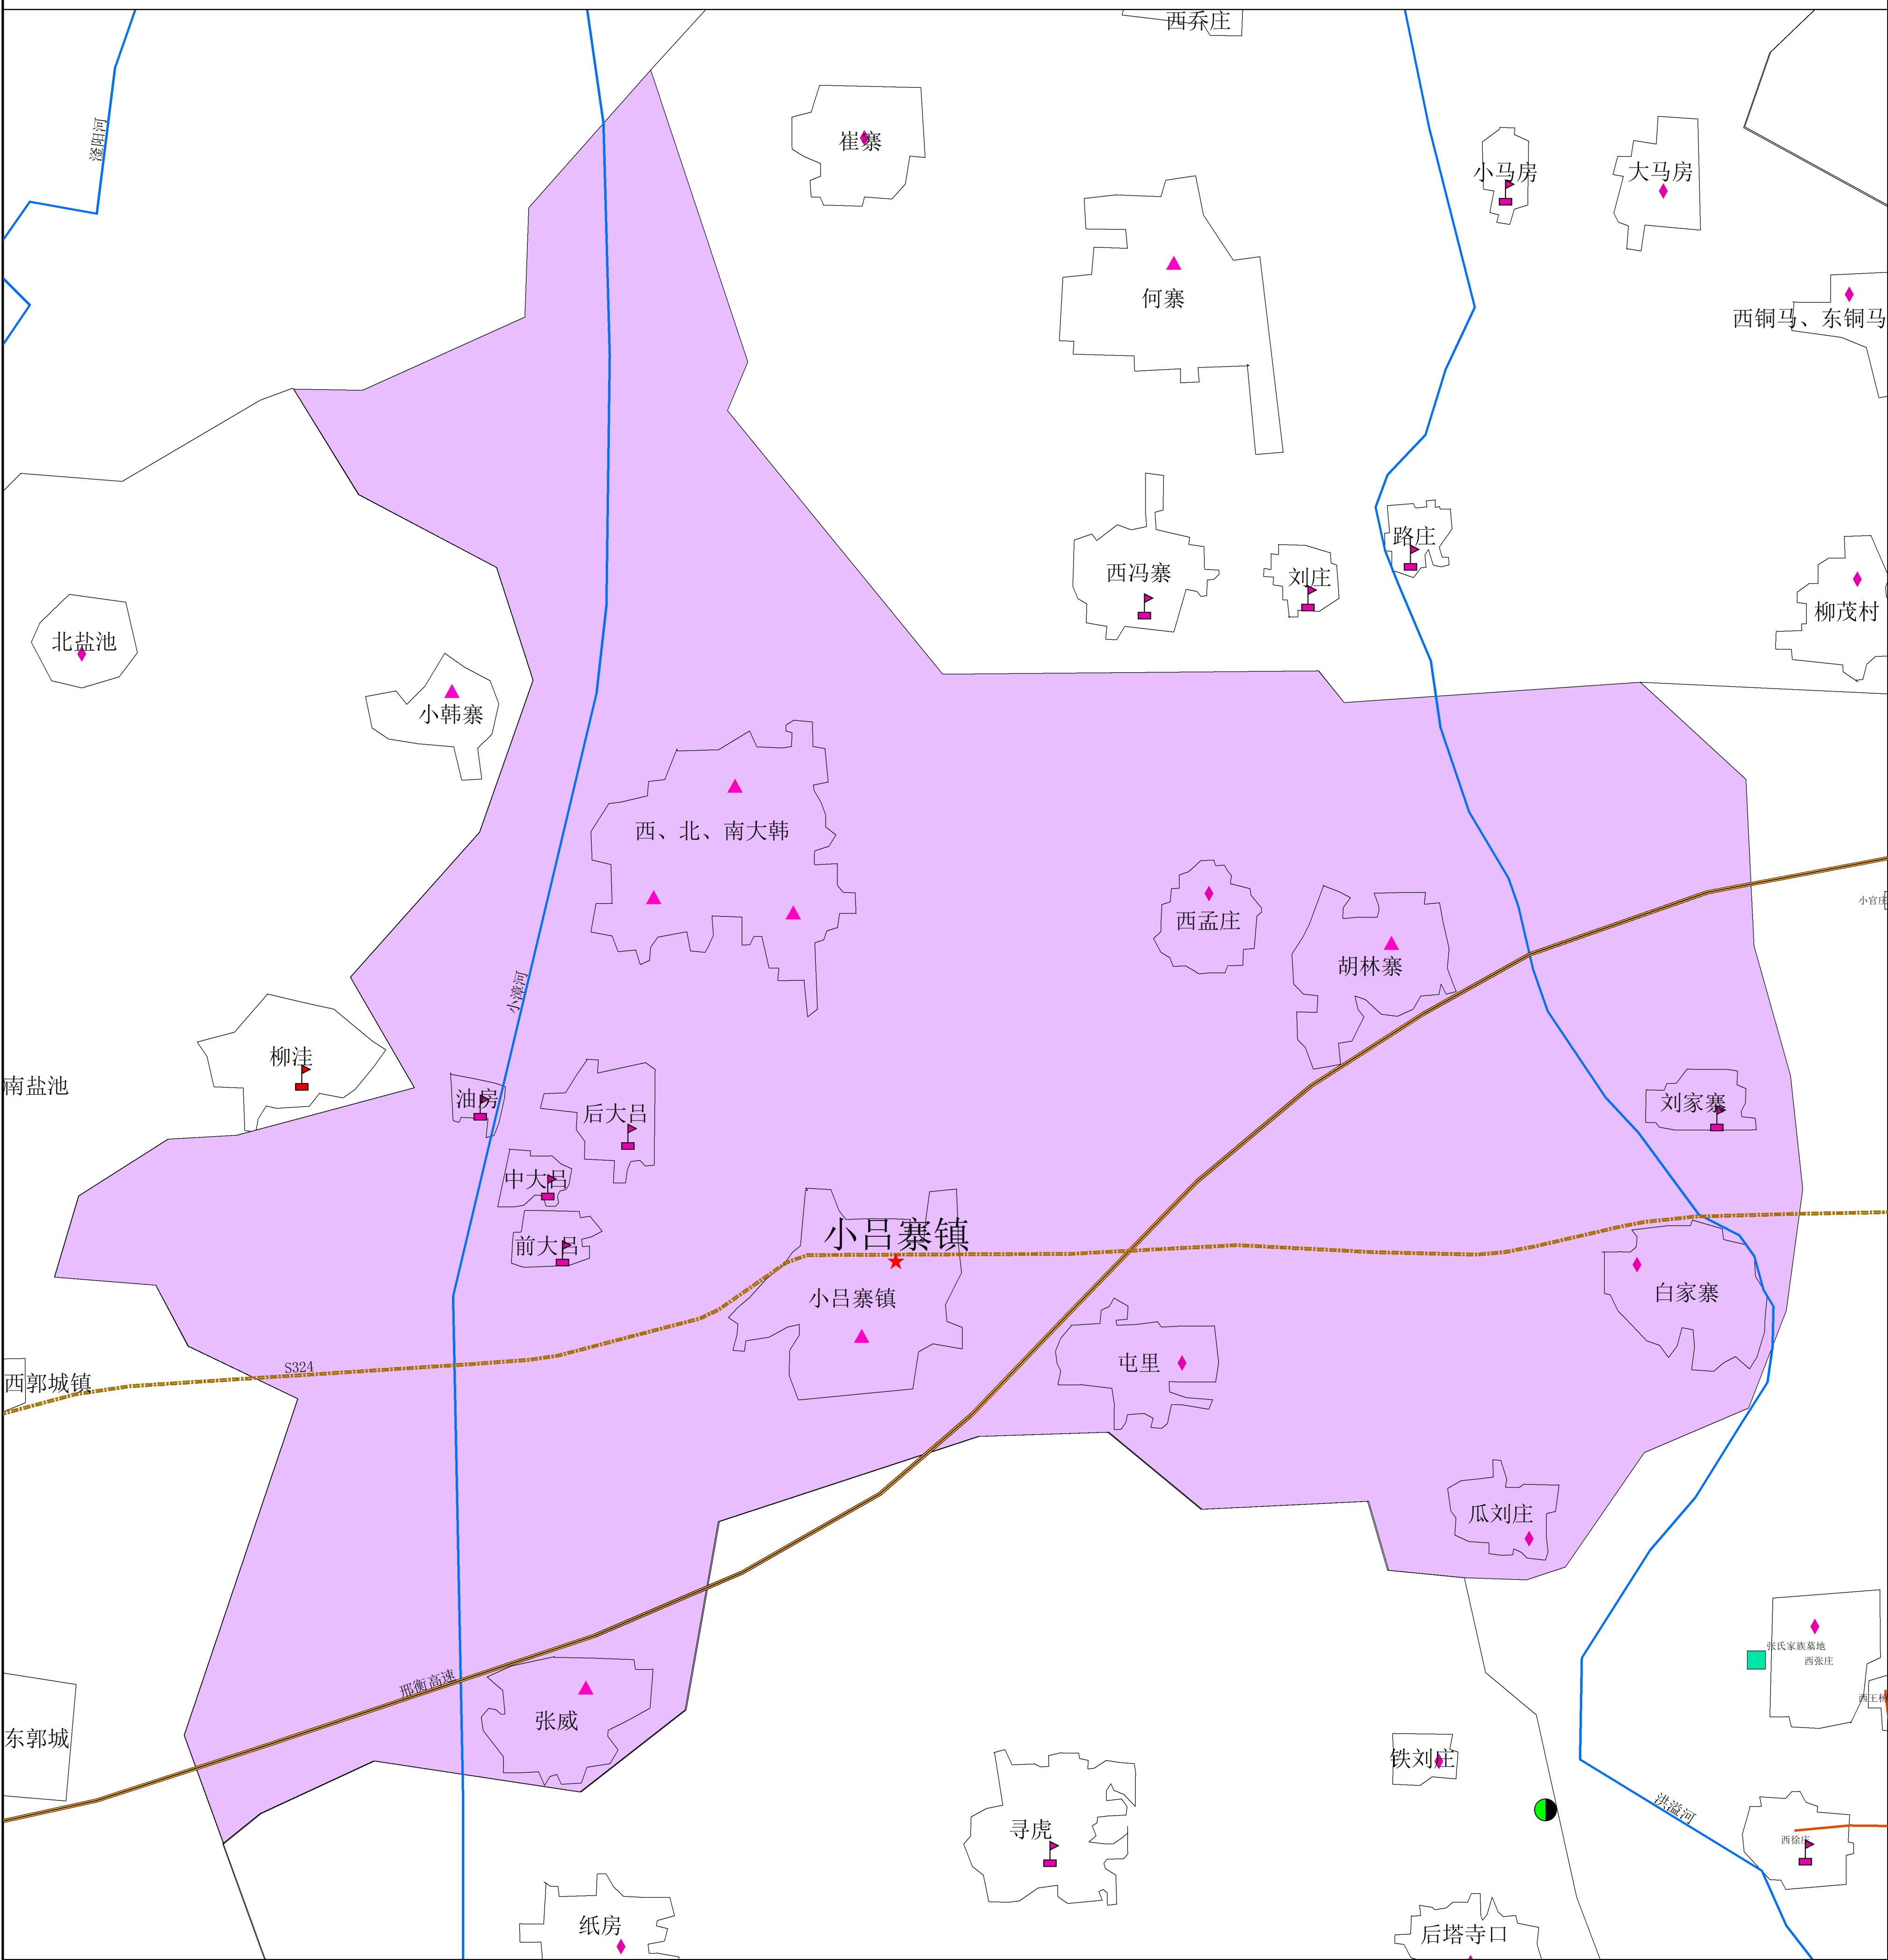 西乔庄
滏阳河
崔寨
小马房
大马房
何寨
西铜马、东铜马
路庄
西冯寨
刘庄
柳茂村
北盐池
小韩寨
西、北、南大韩
小官庄
西孟庄
胡林寨
小漳河
柳洼
南盐池
油房
后大吕
刘家寨
中大吕
小吕寨镇
前大吕
白家寨
小吕寨镇
屯里
S324
西郭城镇
瓜刘庄
张氏家族墓地
西张庄
邢衡高速
张威
东郭城
铁刘庄
洪溢河
寻虎
西徐庄
纸房
后塔寺口